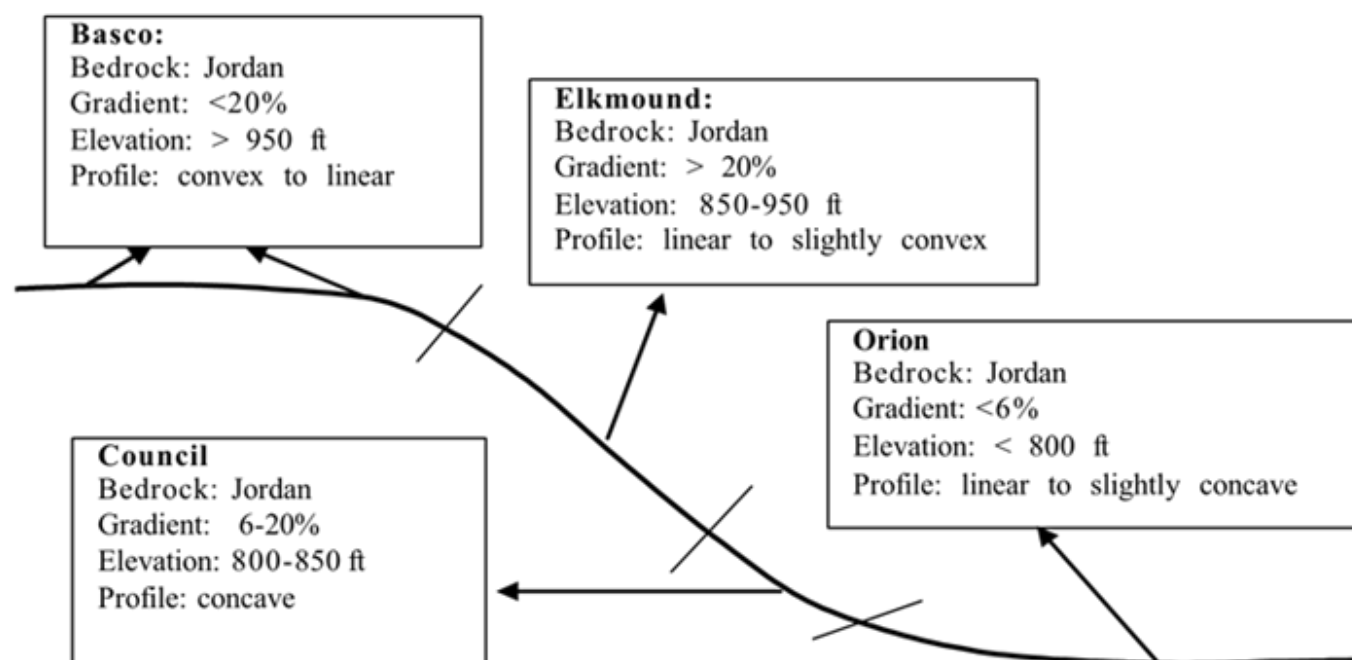 Basco:
Bedrock: Jordan
Gradient: <20%
Elevation: > 950 ft
Profile: convex to linear
Elkmound:
Bedrock: Jordan
Gradient: > 20%
Elevation: 850-950 ft
Profile: linear to slightly convex
Orion
Bedrock: Jordan
Gradient: <6%
Elevation: < 800 ft
Profile: linear to slightly concave
Council
Bedrock: Jordan
Gradient: 6-20%
Elevation: 800-850 ft
Profile: concave